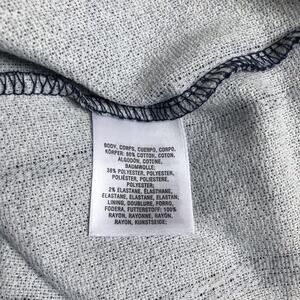 BODY, CORPS, CUERPO, CORPO,
KÖRPER: 60% COTTON, COTON,
ALGODÓN, COTONE,
BAUMWOLLE;
38% POLYESTER, POLYESTER,
POLIÉSTER, POLIESTERE,
POLYESTER;
2% ELASTANE, ÉLASTHANE,
ELASTANO, ELASTAN, ELASTAN;
LINING, DOUBLURE, FORRO,
FODERA, FUTTERSTOFF: 100%
RAYON, RAYONNE, RAYÓN,
RAYON, KUNSTSEIDE;